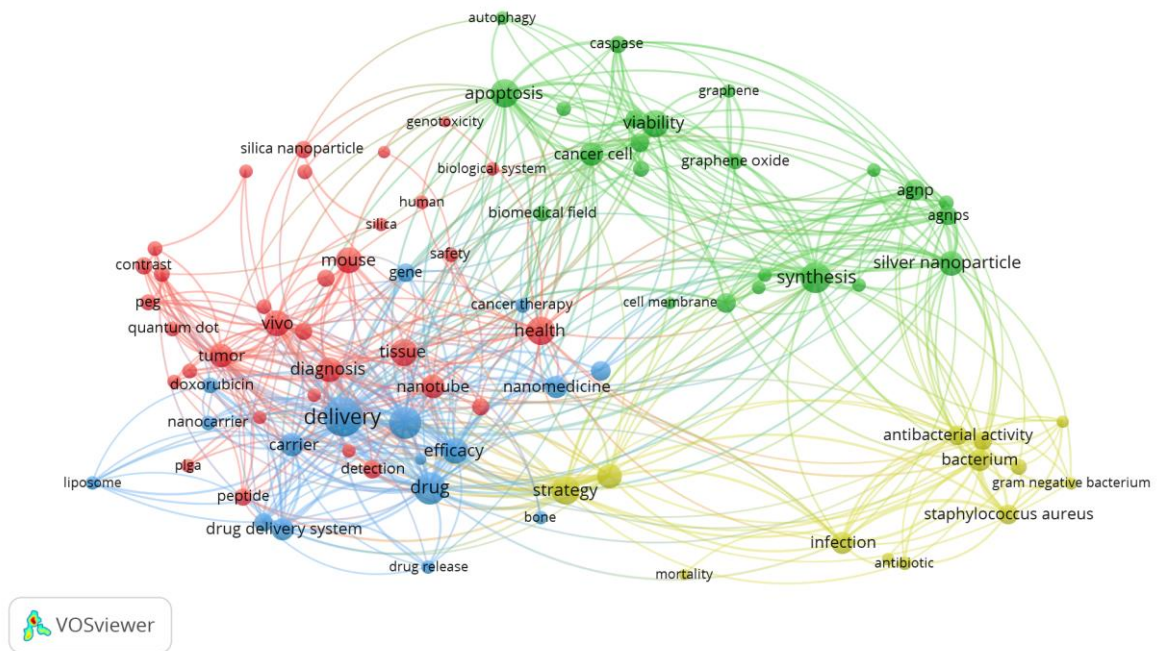 autophagy
caspase
apoptosis
graphene
genotoxicity
viability
silica nanoparticle
cancer cell
graphene oxide
biological system
agnp
human
biomedical field
agnps
silica
safety
mouse
silver nanoparticle
contrast
gene
synthesis
peg
cancer therapy
cell membrane
quantum dot
vivo
health
tumor
tissue
diagnosis
doxorubicin
nanotube
nanomedicine
delivery
nanocarrier
antibacterial activity
carrier
efficacy
bacterium
plga
detection
liposome
drug
strategy
gram negative bacterium
peptide
staphylococcus aureus
drug delivery system
bone
infection
drug release
antibiotic
mortality
VOSviewer